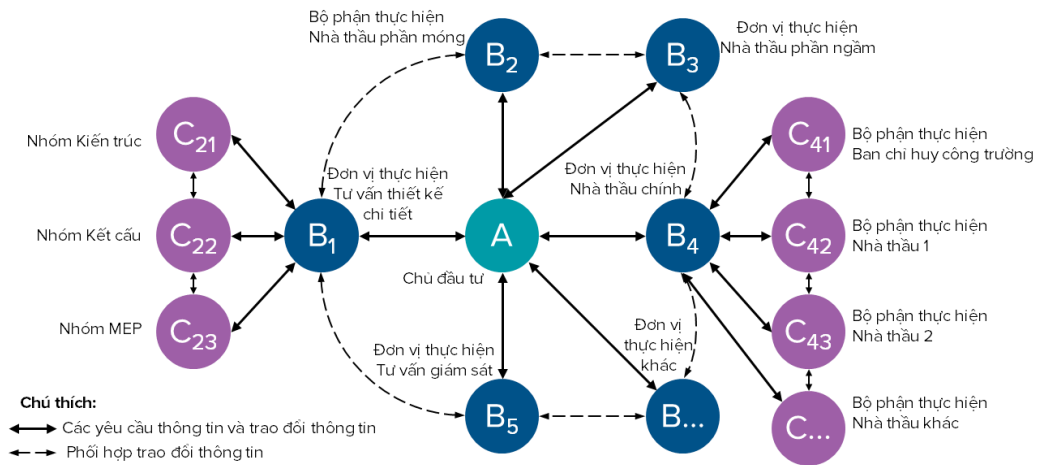 Bộ phận thực hiện
Nhà thầu phần móng
B2
B3
Đơn vị thực hiện
Nhà thầu phần ngầm
Nhóm Kiến trúc
C21
C41
Bộ phận thực hiện
Ban chỉ huy công trường
Đơn vị thực hiện
Tư vấn thiết kế
chi tiết
Đơn vị thực hiện
Nhà thầu chính
Nhóm Kết cấu
C22
B1
A
B4
C42
Bộ phận thực hiện
Nhà thầu 1
Chủ đầu tư
Nhóm MEP
C23
C43
Bộ phận thực hiện
Nhà thầu 2
Đơn vị thực hiện
Tư vấn giám sát
Đơn vị
thực hiện
khác
B5
B...
C...
Bộ phận thực hiện
Nhà thầu khác
Chú thích:
Các yêu cầu thông tin và trao đổi thông tin
Phối hợp trao đổi thông tin